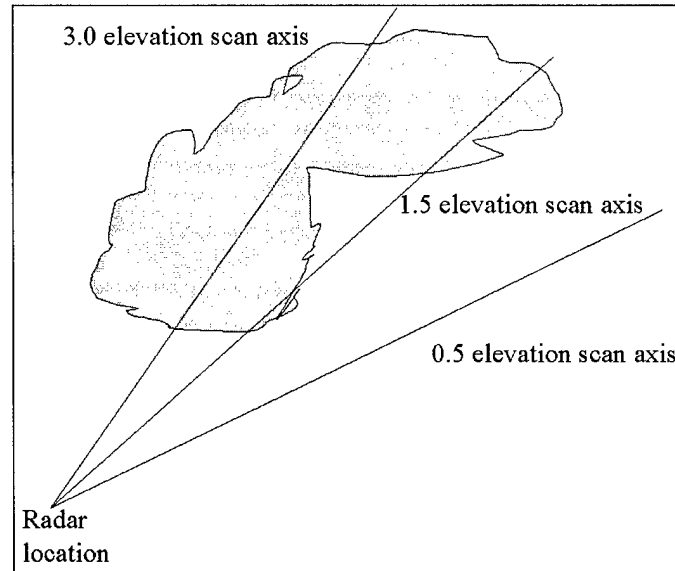 3.0 elevation scan axis
1.5 elevation scan axis
0.5 elevation scan axis
Radar
location